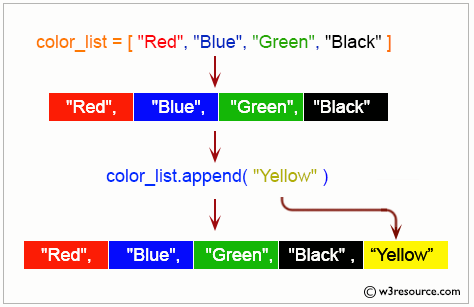 color_list = [ "Red", "Blue", "Green", "Black" ]
"Red", "Blue", "Green", "Black"
color_list.append( "Yellow" )
"Red", "Blue", "Green", "Black" , “Yellow”
© w3resource.com